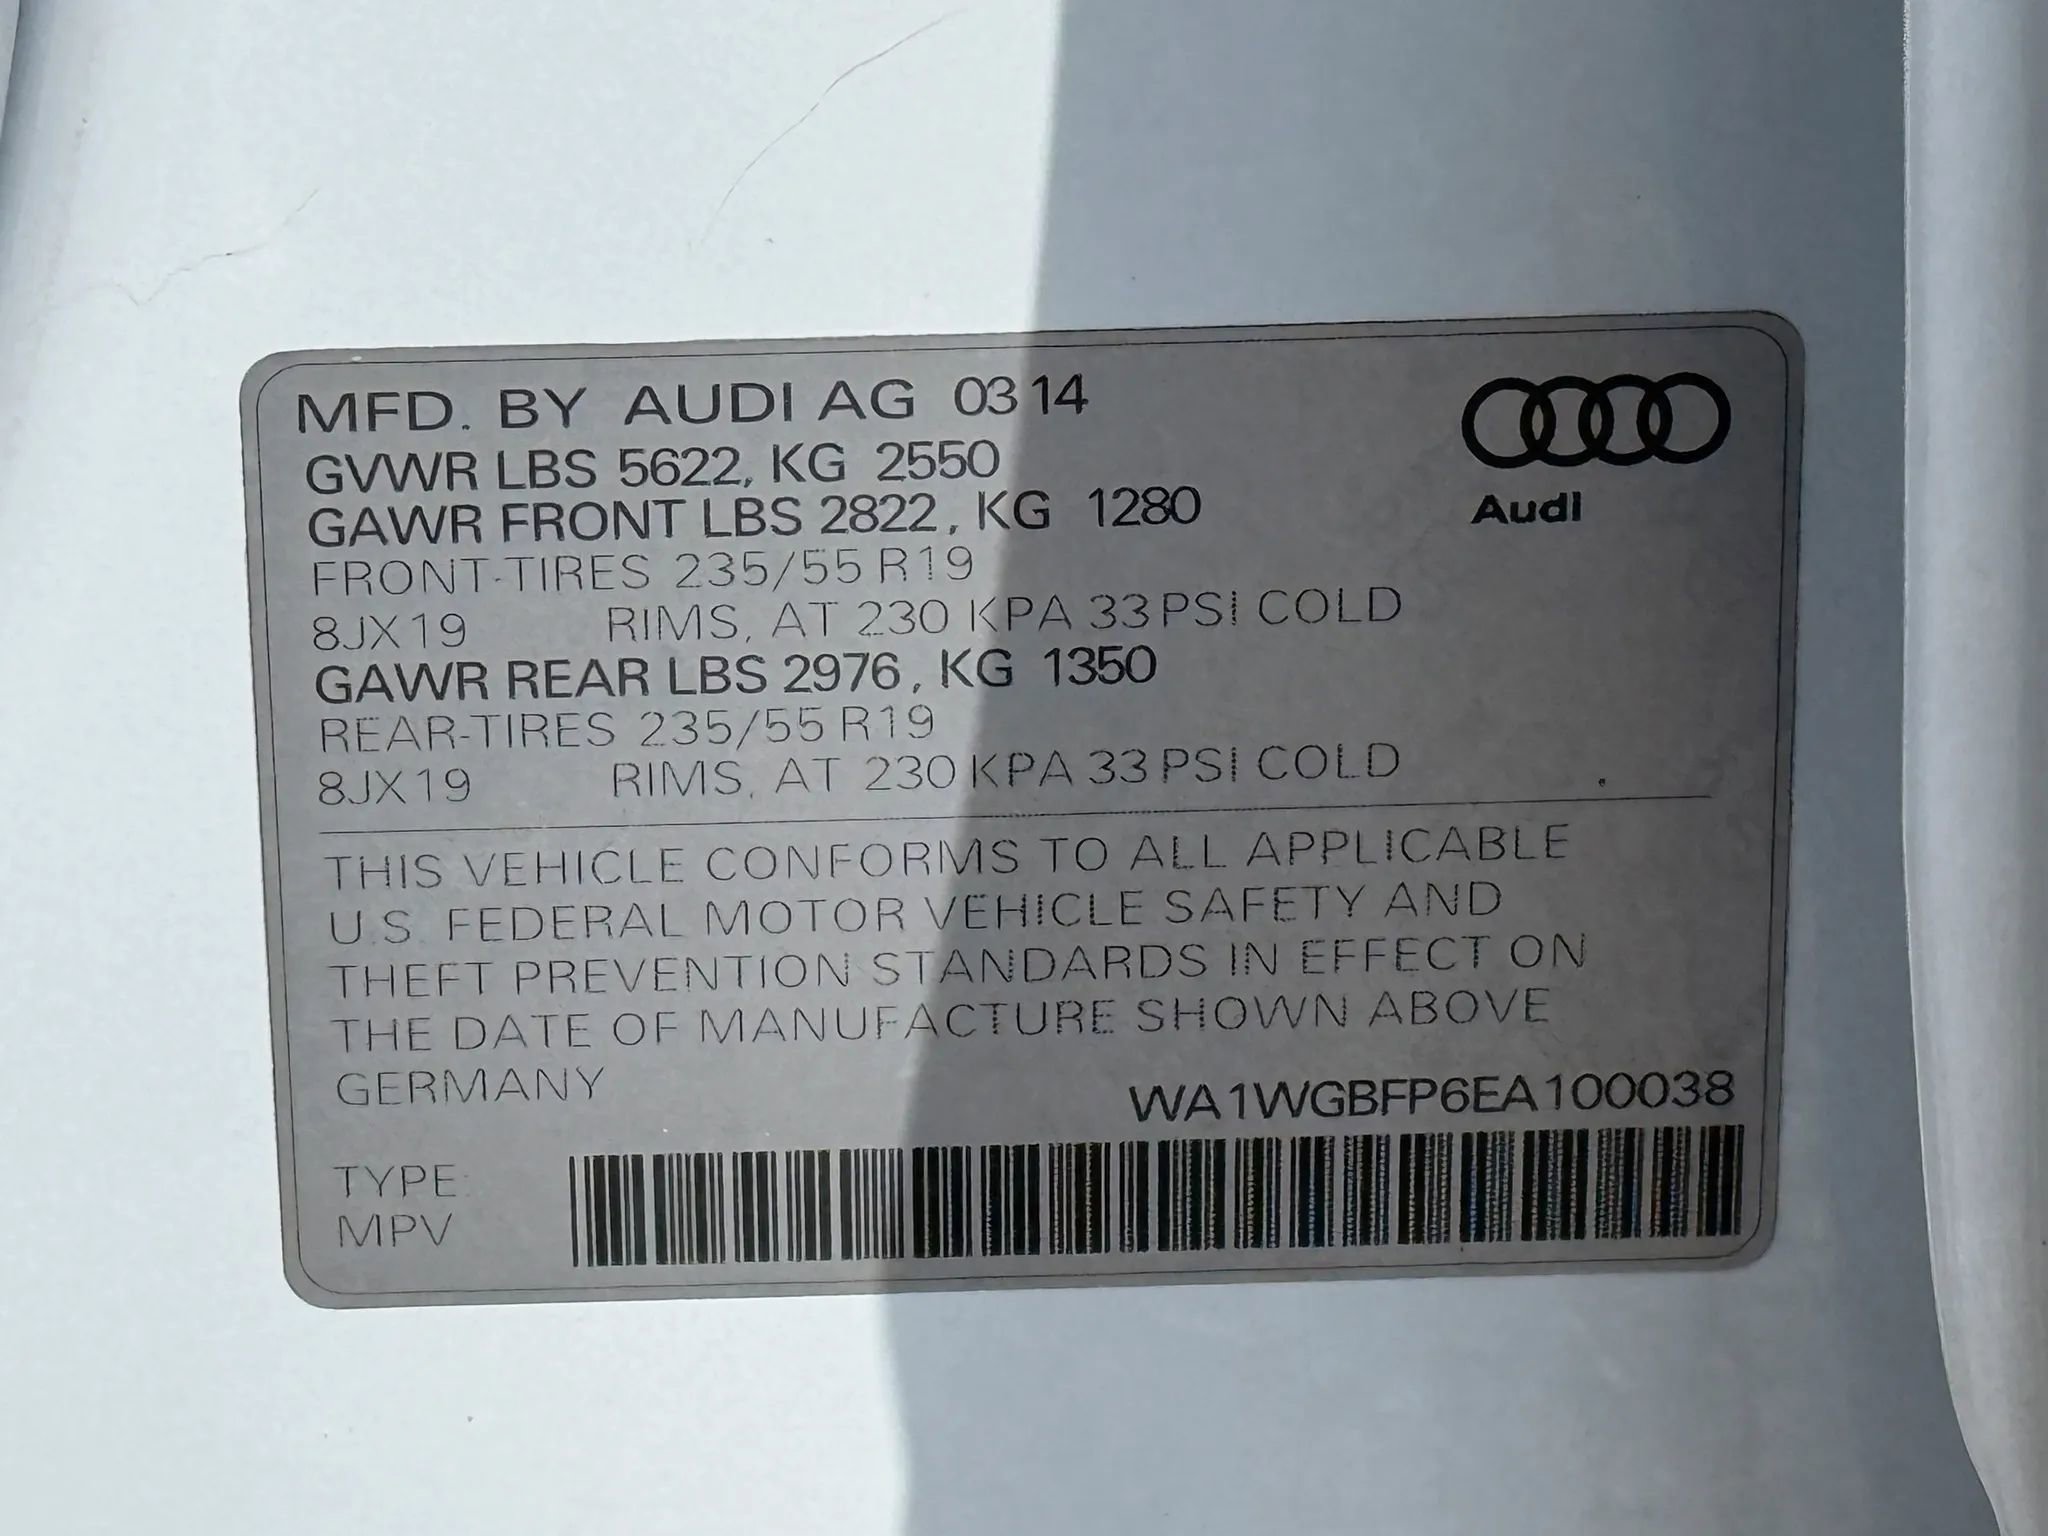 MFD. BY AUDI AG 0314
GVWR LBS 5622, KG 2550
GAWR FRONT LBS 2822, KG 1280
FRONT-TIRES 235/55 R19
8JX19 RIMS, AT 230 KPA 33 PSI COLD
GAWR REAR LBS 2976, KG 1350
REAR-TIRES 235/55 R19
8JX19 RIMS, AT 230 KPA 33 PSI COLD
Audi
THIS VEHICLE CONFORMS TO ALL APPLICABLE
U.S. FEDERAL MOTOR VEHICLE SAFETY AND
THEFT PREVENTION STANDARDS IN EFFECT ON
THE DATE OF MANUFACTURE SHOWN ABOVE
GERMANY
WA1WGBFP6EA100038
TYPE:
MPV